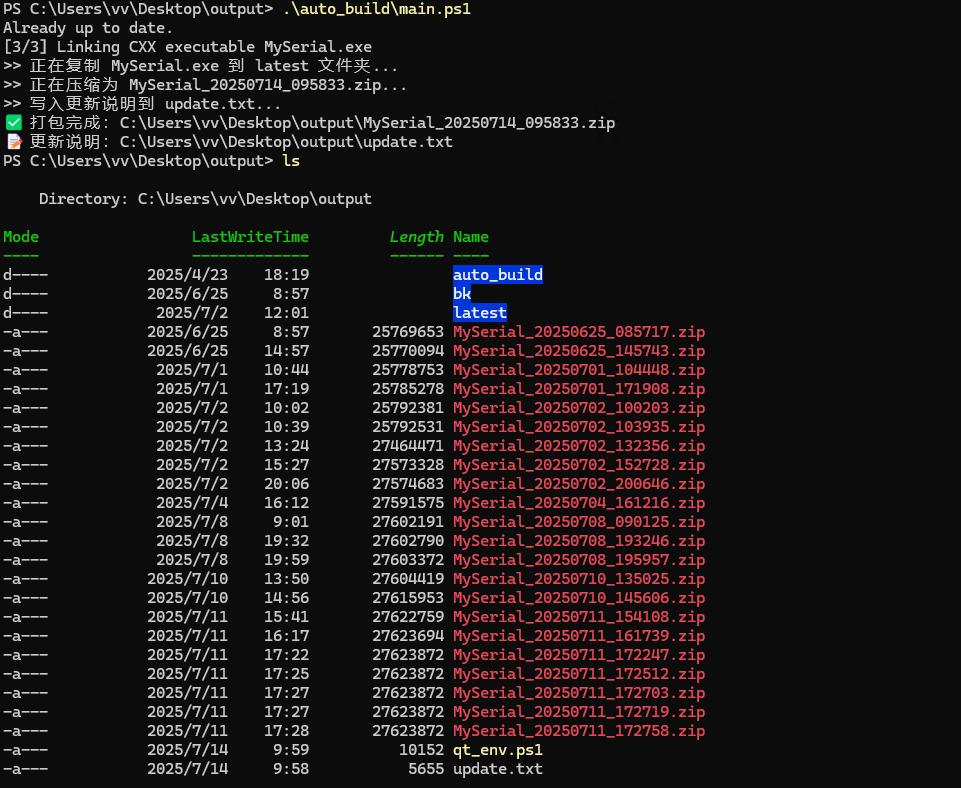 PS C:\Users\vv\Desktop\output> .\auto_build\main.ps1
Already up to date.
[3/3] Linking CXX executable MySerial.exe
>> 正在复制 MySerial.exe 到 latest 文件夹...
>> 正在压缩为 MySerial_20250714_095833.zip...
>> 写入更新说明到 update.txt...
✅ 打包完成: C:\Users\vv\Desktop\output\MySerial_20250714_095833.zip
📝 更新说明: C:\Users\vv\Desktop\output\update.txt
PS C:\Users\vv\Desktop\output> ls
Directory: C:\Users\vv\Desktop\output
Mode LastWriteTime Length Name
---- ------------- ------ ----
d---- 2025/4/23 18:19 auto_build
d---- 2025/6/25 8:57 bk
d---- 2025/7/2 12:01 latest
-a--- 2025/6/25 8:57 25769653 MySerial_20250625_085717.zip
-a--- 2025/6/25 14:57 25770094 MySerial_20250625_145743.zip
-a--- 2025/7/1 10:44 25778753 MySerial_20250701_104448.zip
-a--- 2025/7/1 17:19 25785278 MySerial_20250701_171908.zip
-a--- 2025/7/2 10:02 25792381 MySerial_20250702_100203.zip
-a--- 2025/7/2 10:39 25792531 MySerial_20250702_103935.zip
-a--- 2025/7/2 13:24 27464471 MySerial_20250702_132356.zip
-a--- 2025/7/2 15:27 27573328 MySerial_20250702_152728.zip
-a--- 2025/7/2 20:06 27574683 MySerial_20250702_200646.zip
-a--- 2025/7/4 16:12 27591575 MySerial_20250704_161216.zip
-a--- 2025/7/8 9:01 27602191 MySerial_20250708_090125.zip
-a--- 2025/7/8 19:32 27602790 MySerial_20250708_193246.zip
-a--- 2025/7/8 19:59 27603372 MySerial_20250708_195957.zip
-a--- 2025/7/10 13:50 27604419 MySerial_20250710_135025.zip
-a--- 2025/7/10 14:56 27615953 MySerial_20250710_145606.zip
-a--- 2025/7/11 15:41 27622759 MySerial_20250711_154108.zip
-a--- 2025/7/11 16:17 27623694 MySerial_20250711_161739.zip
-a--- 2025/7/11 17:22 27623872 MySerial_20250711_172247.zip
-a--- 2025/7/11 17:25 27623872 MySerial_20250711_172512.zip
-a--- 2025/7/11 17:27 27623872 MySerial_20250711_172703.zip
-a--- 2025/7/11 17:27 27623872 MySerial_20250711_172719.zip
-a--- 2025/7/11 17:28 27623872 MySerial_20250711_172758.zip
-a--- 2025/7/14 9:59 10152 qt_env.ps1
-a--- 2025/7/14 9:58 5655 update.txt